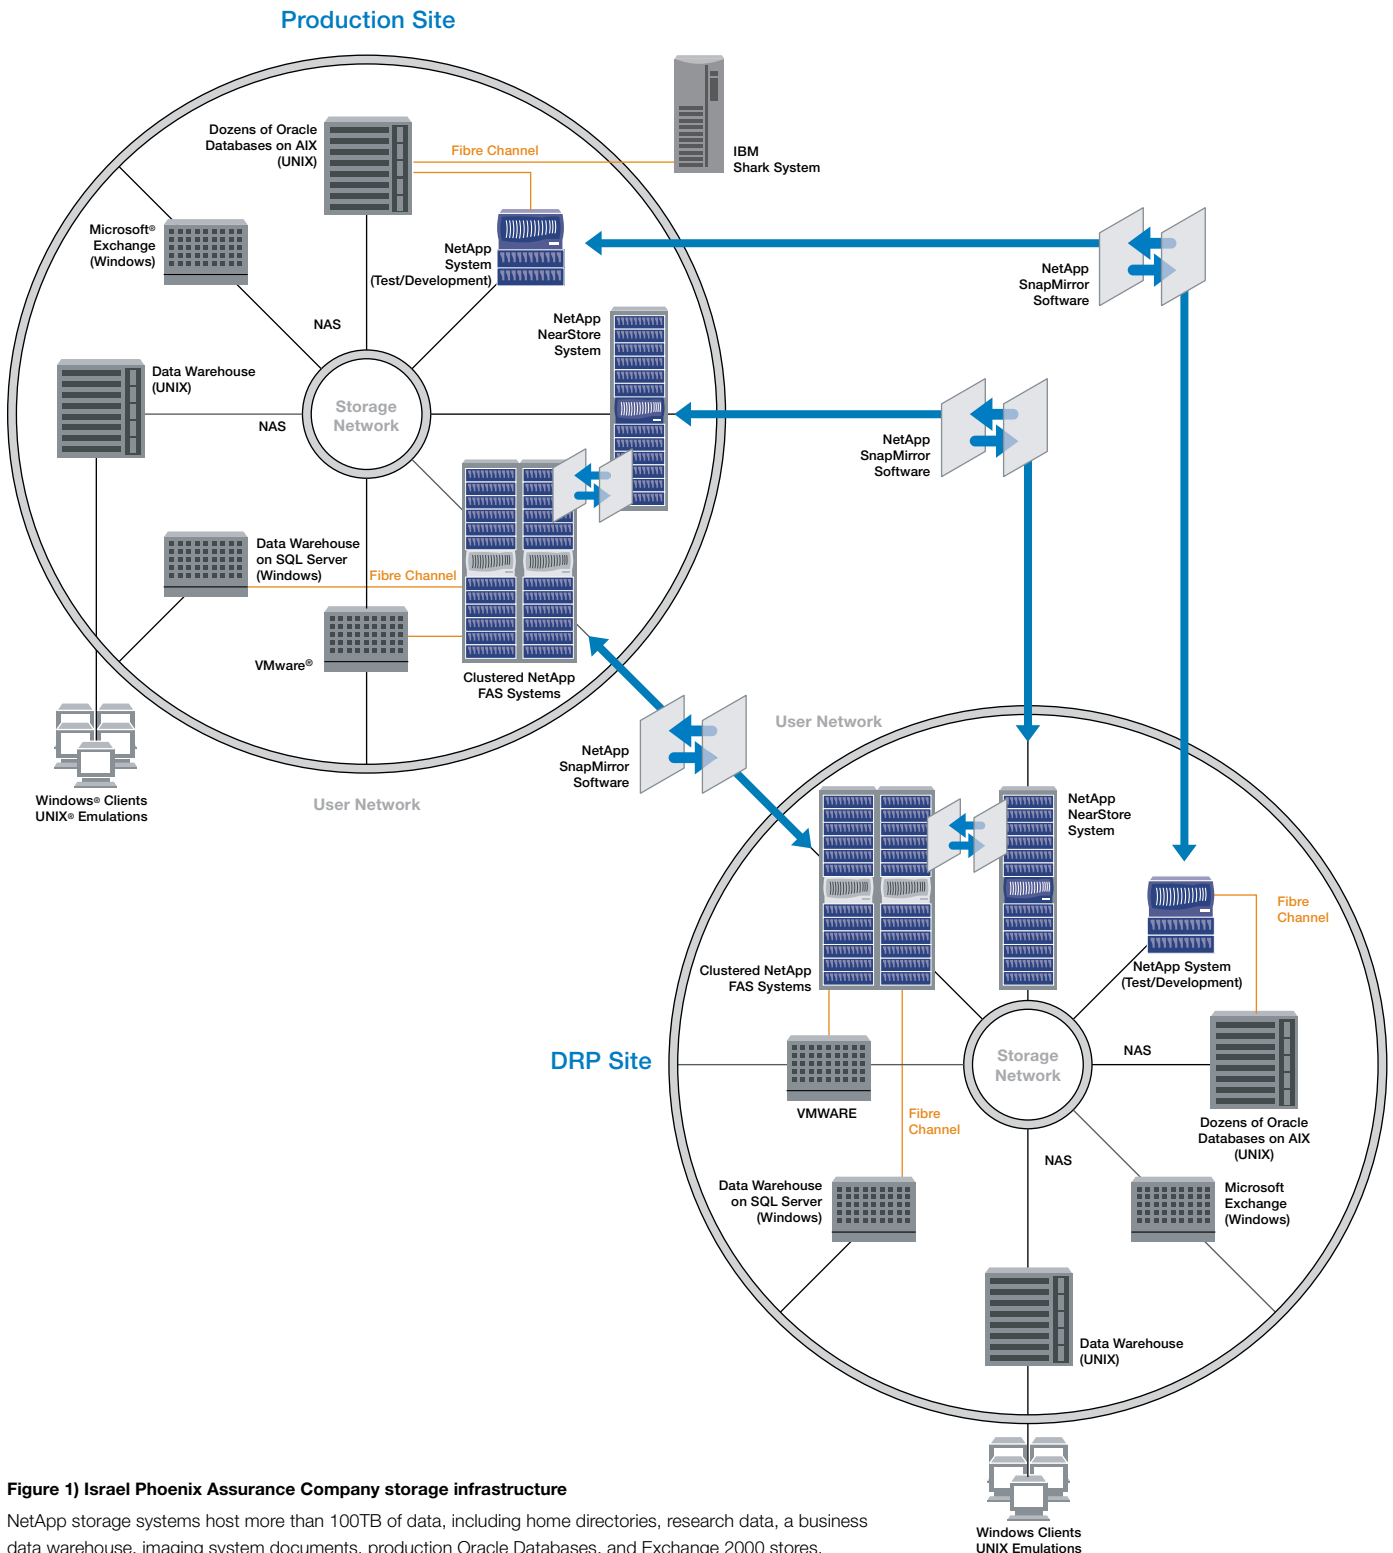 Production Site
Dozens of Oracle
Databases on AIX
(UNIX)
Fibre Channel
IBM
Shark System
Microsoft®
Exchange
(Windows)
NetApp
System
(Test/Development)
NetApp
SnapMirror
Software
NAS
NetApp
NearStore
System
Data Warehouse
(UNIX)
Storage
Network
NAS
NetApp
SnapMirror
Software
Data Warehouse
on SQL Server
(Windows)
Fibre Channel
VMware®
Clustered NetApp
FAS Systems
User Network
NetApp
SnapMirror
Software
Windows® Clients
UNIX® Emulations
User Network
NetApp
NearStore
System
Fibre
Channel
Clustered NetApp
FAS Systems
NetApp System
(Test/Development)
DRP Site
Storage
Network
NAS
VMWARE
Fibre
Channel
Dozens of Oracle
Databases on AIX
(UNIX)
NAS
Data Warehouse
on SQL Server
(Windows)
Microsoft
Exchange
(Windows)
Data Warehouse
(UNIX)
Windows Clients
UNIX Emulations
Figure 1) Israel Phoenix Assurance Company storage infrastructure
NetApp storage systems host more than 100TB of data, including home directories, research data, a business
data warehouse, imaging system documents, production Oracle Databases, and Exchange 2000 stores.